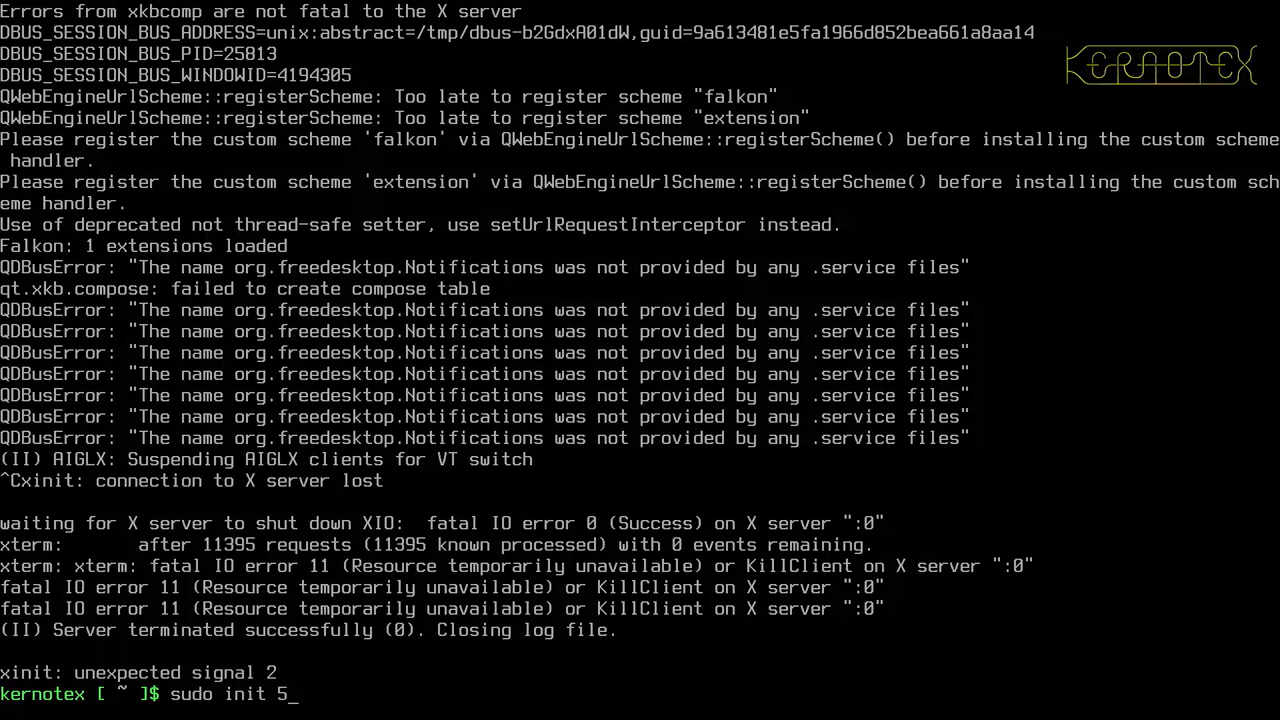 Errors from xkbcomp are not fatal to the X server
DBUS_SESSION_BUS_ADDRESS=unix:abstract=/tmp/dbus-b2GdxA01dW,guid=9a613481e5fa1966d852bea661a8aa14
DBUS_SESSION_BUS_PID=25813
DBUS_SESSION_BUS_WINDOWID=4194305
KERNOTEX
QWebEngineUrlScheme::registerScheme: Too late to register scheme "falkon"
QWebEngineUrlScheme::registerScheme: Too late to register scheme "extension"
Please register the custom scheme 'falkon' via QWebEngineUrlScheme::registerScheme() before installing the custom scheme
 handler.
Please register the custom scheme 'extension' via QWebEngineUrlScheme::registerScheme() before installing the custom sch
eme handler.
Use of deprecated not thread-safe setter, use setUrlRequestInterceptor instead.
Falkon: 1 extensions loaded
QDBusError: "The name org.freedesktop.Notifications was not provided by any .service files"
qt.xkb.compose: failed to create compose table
QDBusError: "The name org.freedesktop.Notifications was not provided by any .service files"
QDBusError: "The name org.freedesktop.Notifications was not provided by any .service files"
QDBusError: "The name org.freedesktop.Notifications was not provided by any .service files"
QDBusError: "The name org.freedesktop.Notifications was not provided by any .service files"
QDBusError: "The name org.freedesktop.Notifications was not provided by any .service files"
QDBusError: "The name org.freedesktop.Notifications was not provided by any .service files"
QDBusError: "The name org.freedesktop.Notifications was not provided by any .service files"
(II) AIGLX: Suspending AIGLX clients for VT switch
^Cxinit: connection to X server lost
waiting for X server to shut down XIO:  fatal IO error 0 (Success) on X server ":0"
xterm:       after 11395 requests (11395 known processed) with 0 events remaining.
xterm: xterm: fatal IO error 11 (Resource temporarily unavailable) or KillClient on X server ":0"
fatal IO error 11 (Resource temporarily unavailable) or KillClient on X server ":0"
fatal IO error 11 (Resource temporarily unavailable) or KillClient on X server ":0"
(II) Server terminated successfully (0). Closing log file.
xinit: unexpected signal 2
kernotex [ ~ ]$ sudo init 5_